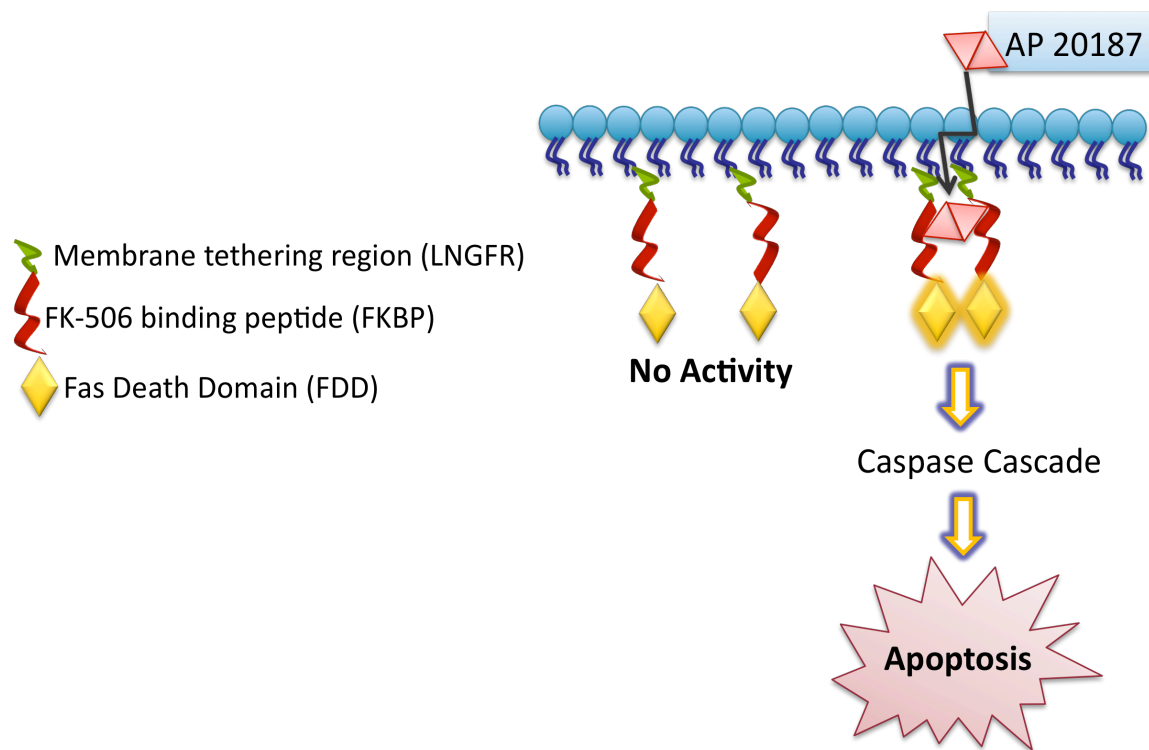 AP 20187
Membrane tethering region (LNGFR)
FK-506 binding peptide (FKBP)
Fas Death Domain (FDD)
No Activity
Caspase Cascade
Apoptosis